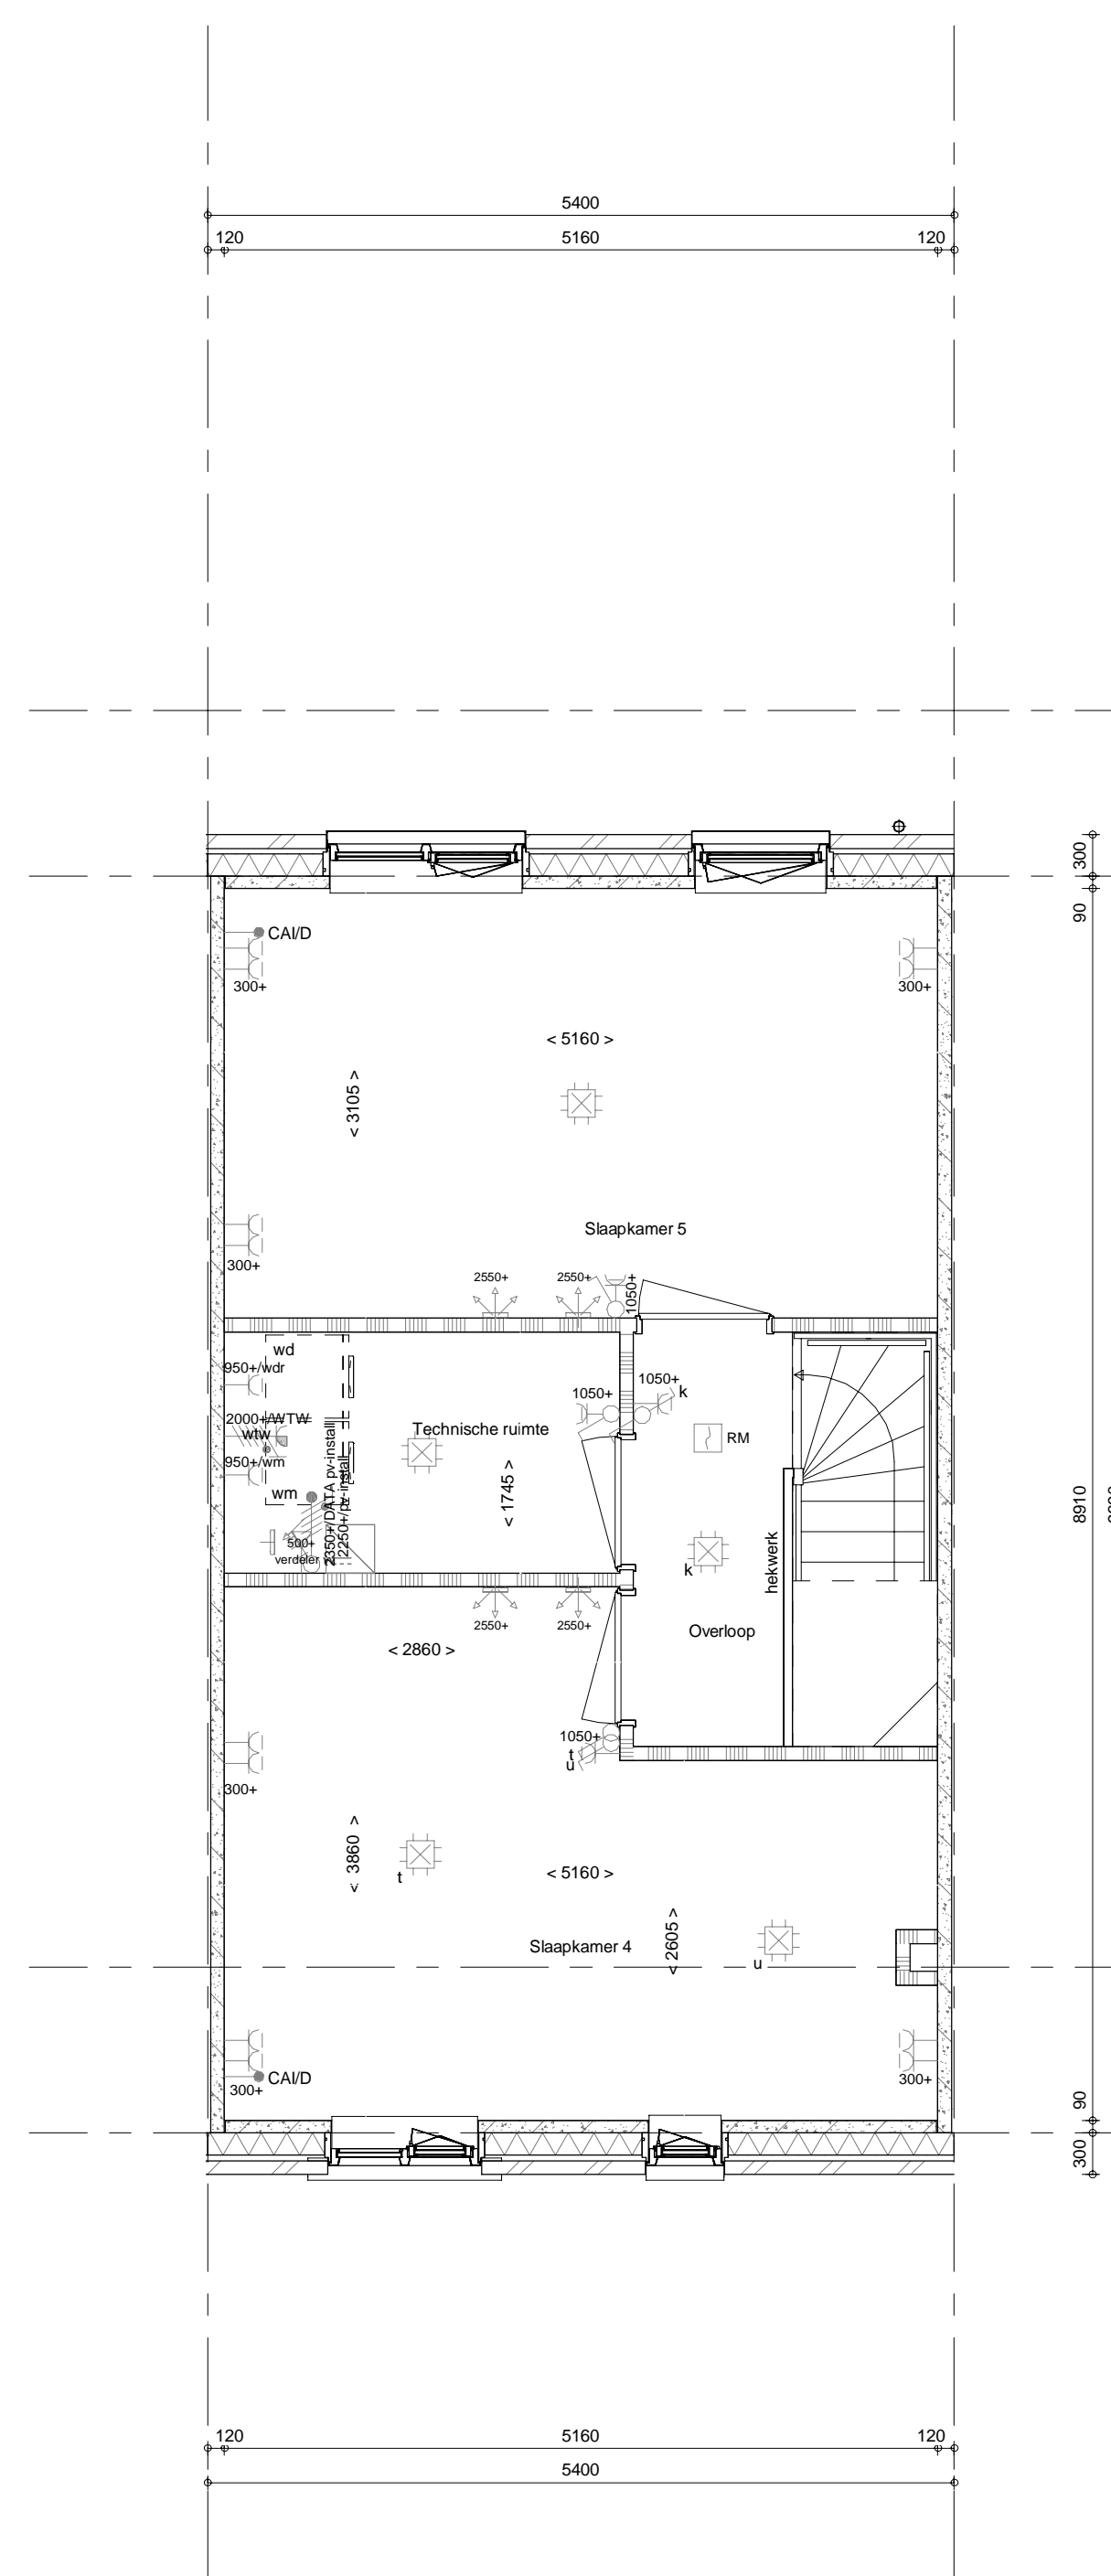 5400
120
5160
120
300
90
CAI/D
300+
300+
< 5160 >
< 3105 >
Slaapkamer 5
300+
2550+
2550+
1050+
wd
950+/wdr
1050+
1050+
k
2000+/WTW
wtw
Technische ruimte
RM
950+/wm
wm
2350+/DATA pv-install
2250+/pv-install
< 1745 >
500+
verdeler
k
hekwerk
8910
2550+
2550+
Overloop
< 2860 >
1050+
t
u
300+
< 3860 >
t
< 5160 >
< 2605 >
Slaapkamer 4
u
300+
CAI/D
300+
90
300
120
5160
120
5400